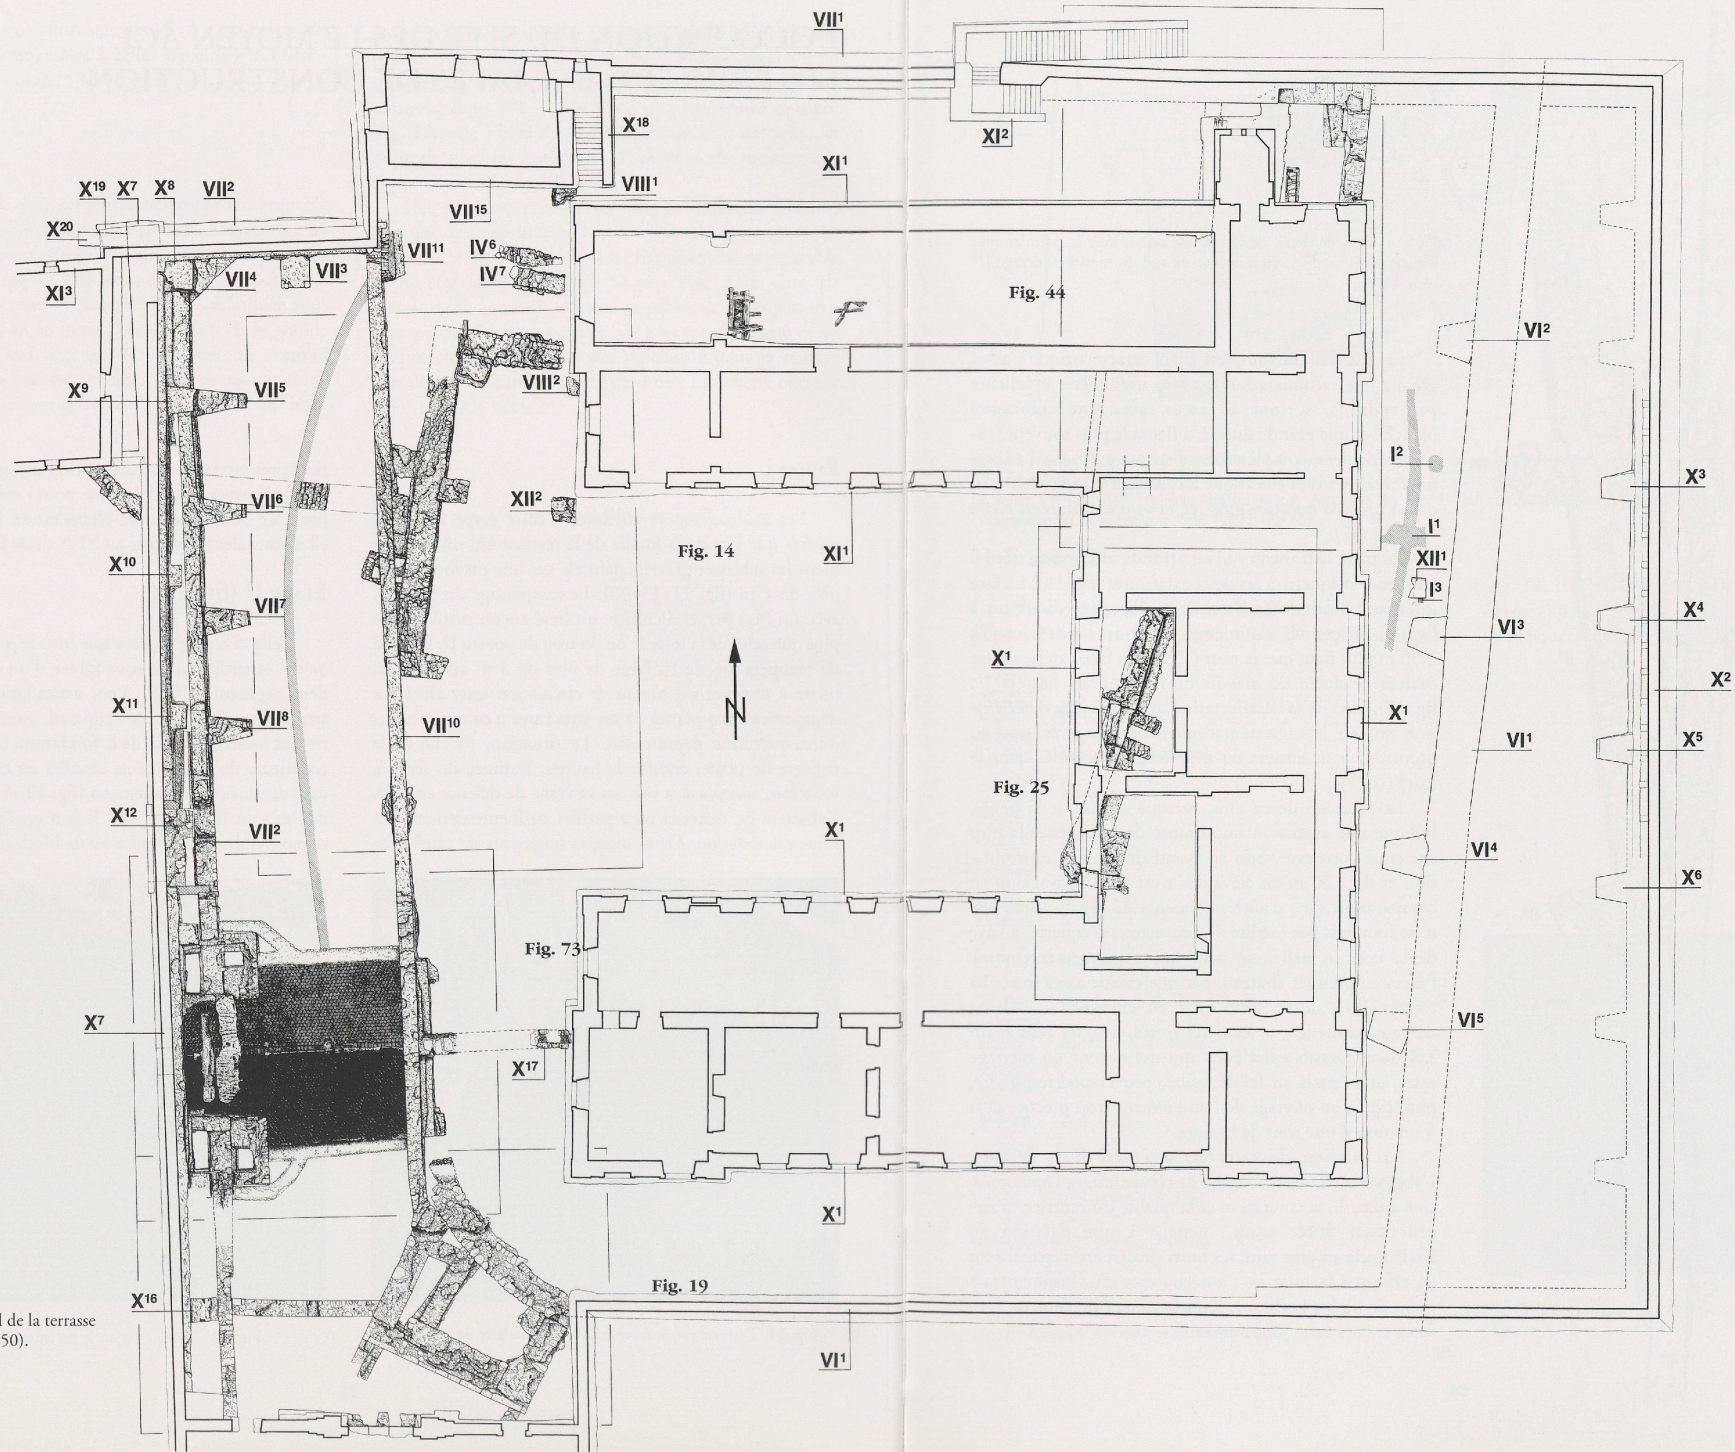 VII¹
X¹⁸
XI²
XI¹
X¹⁹ X⁷ X⁸ VII²
VIII¹
VII¹⁵
X²⁰
IV⁶
VII¹¹
IV⁷
VII⁴
VII³
XI³
Fig. 44
VI²
VIII²
X⁹
VII⁵
I²
X³
VII⁶
XII²
I¹
Fig. 14
XI¹
XII¹
X¹⁰
I³
VII⁷
X⁴
VI³
X¹
X²
X¹¹
VII⁸
VII¹⁰
X¹
VI¹
X⁵
Fig. 25
X¹²
VII²
X¹
VI⁴
X⁶
Fig. 73
X⁷
VI⁵
X¹⁷
X¹
Fig. 19
X¹⁶
de la terrasse
50).
VI¹
N